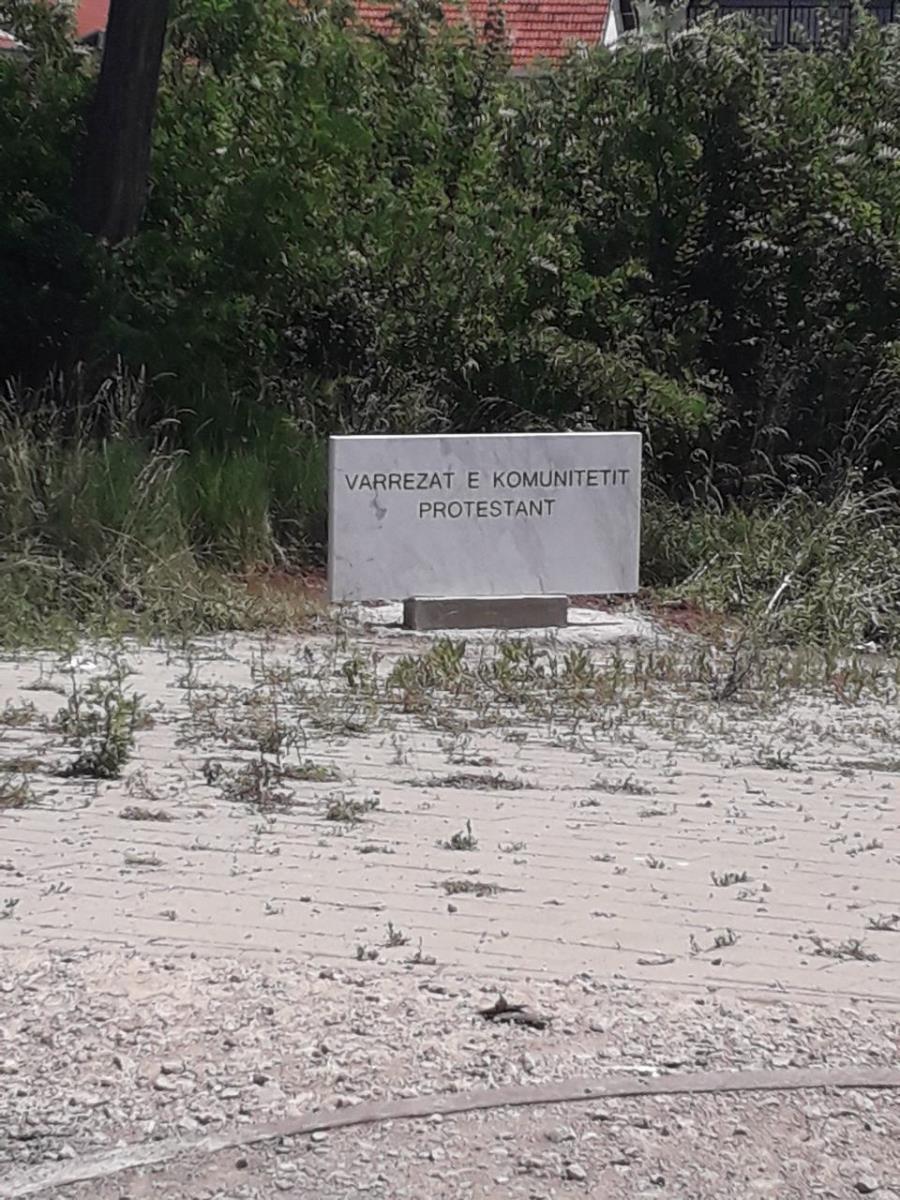 VARREZAT E KOMUNITETIT
PROTESTANT